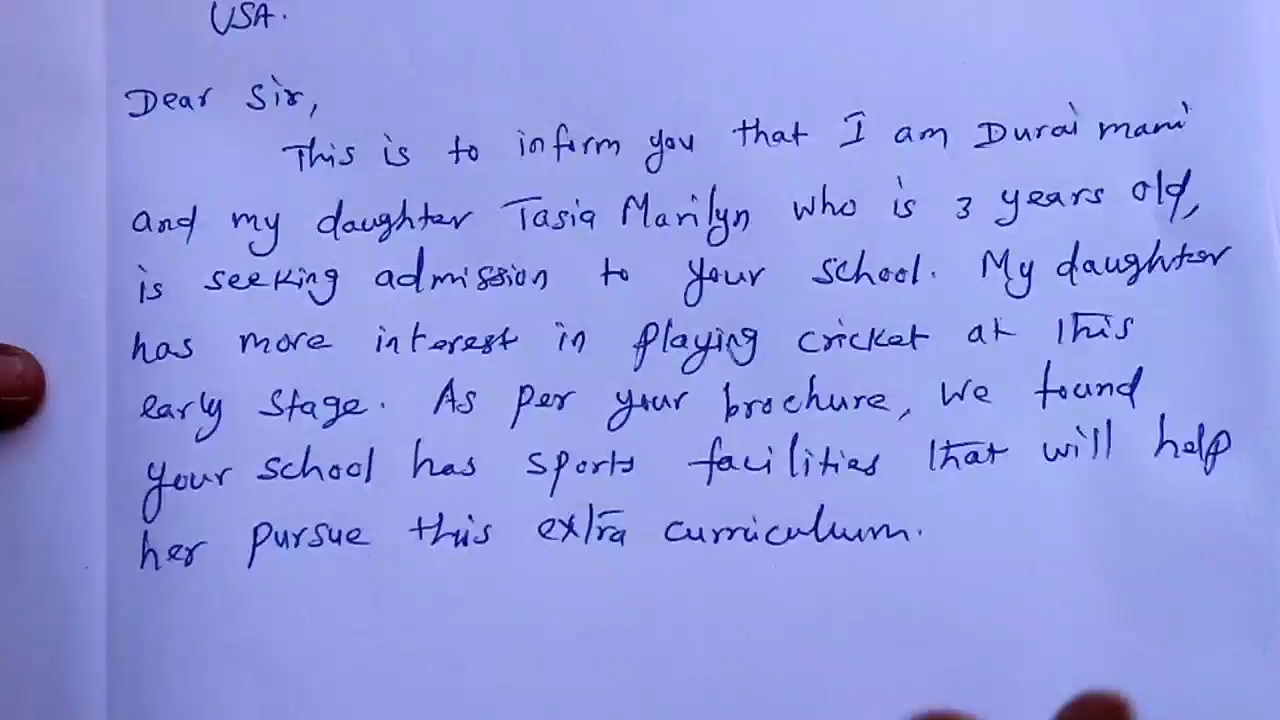 USA.
Dear Sir,
This is to inform you that I am Durai mani
and my daughter Tasia Marilyn who is 3 years old,
is seeking admission to your school. My daughter
has more interest in playing cricket at this
early stage. As per your brochure, we found
your school has sports facilities that will help
her pursue this extra curriculum.